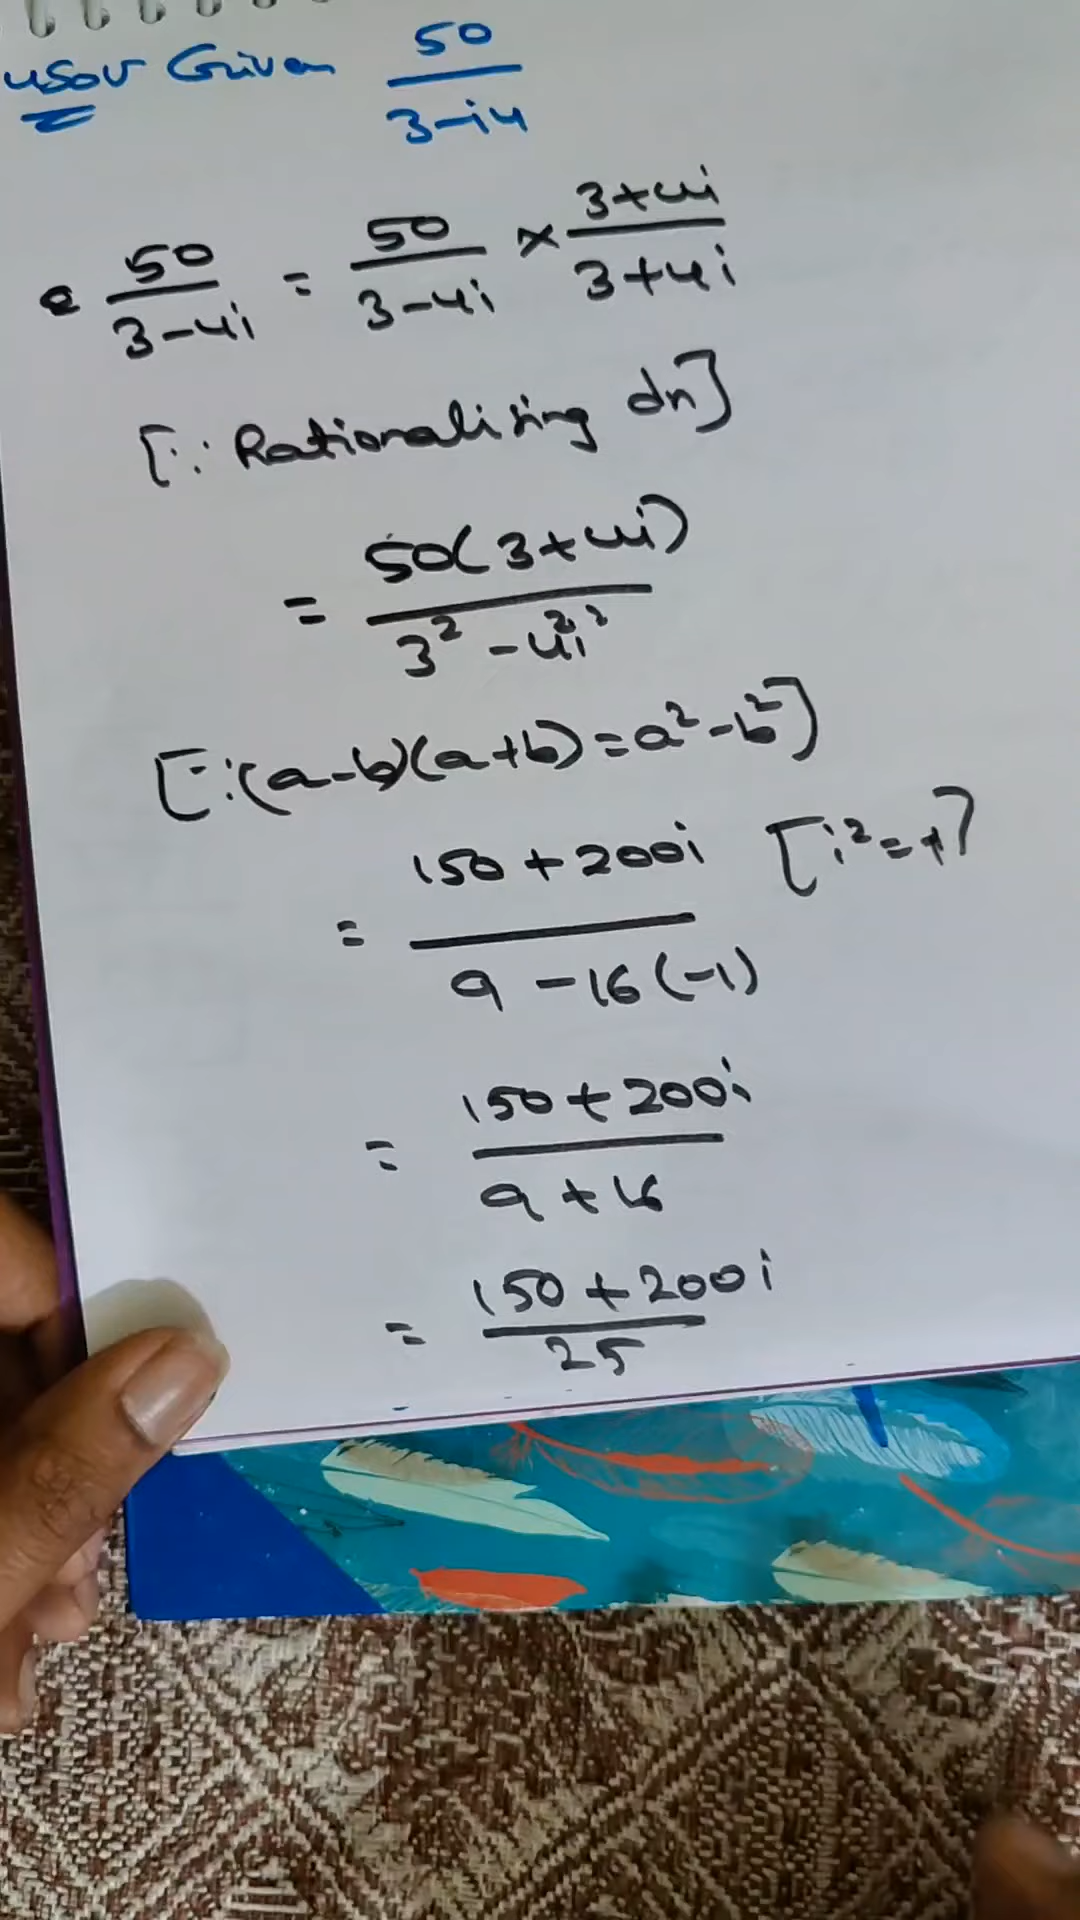 4SOV Given 50/(3-i4)
50/(3-4i) = 50/(3-4i) × (3+4i)/(3+4i)
[∵ Rationalising dn]
= 50(3+4i)/(3² - 4²i²)
[∵ (a-b)(a+b) = a² - b²]
= (150+200i)/(9-16(-1)) [i² = -1]
= (150+200i)/(9+16)
= (150+200i)/25